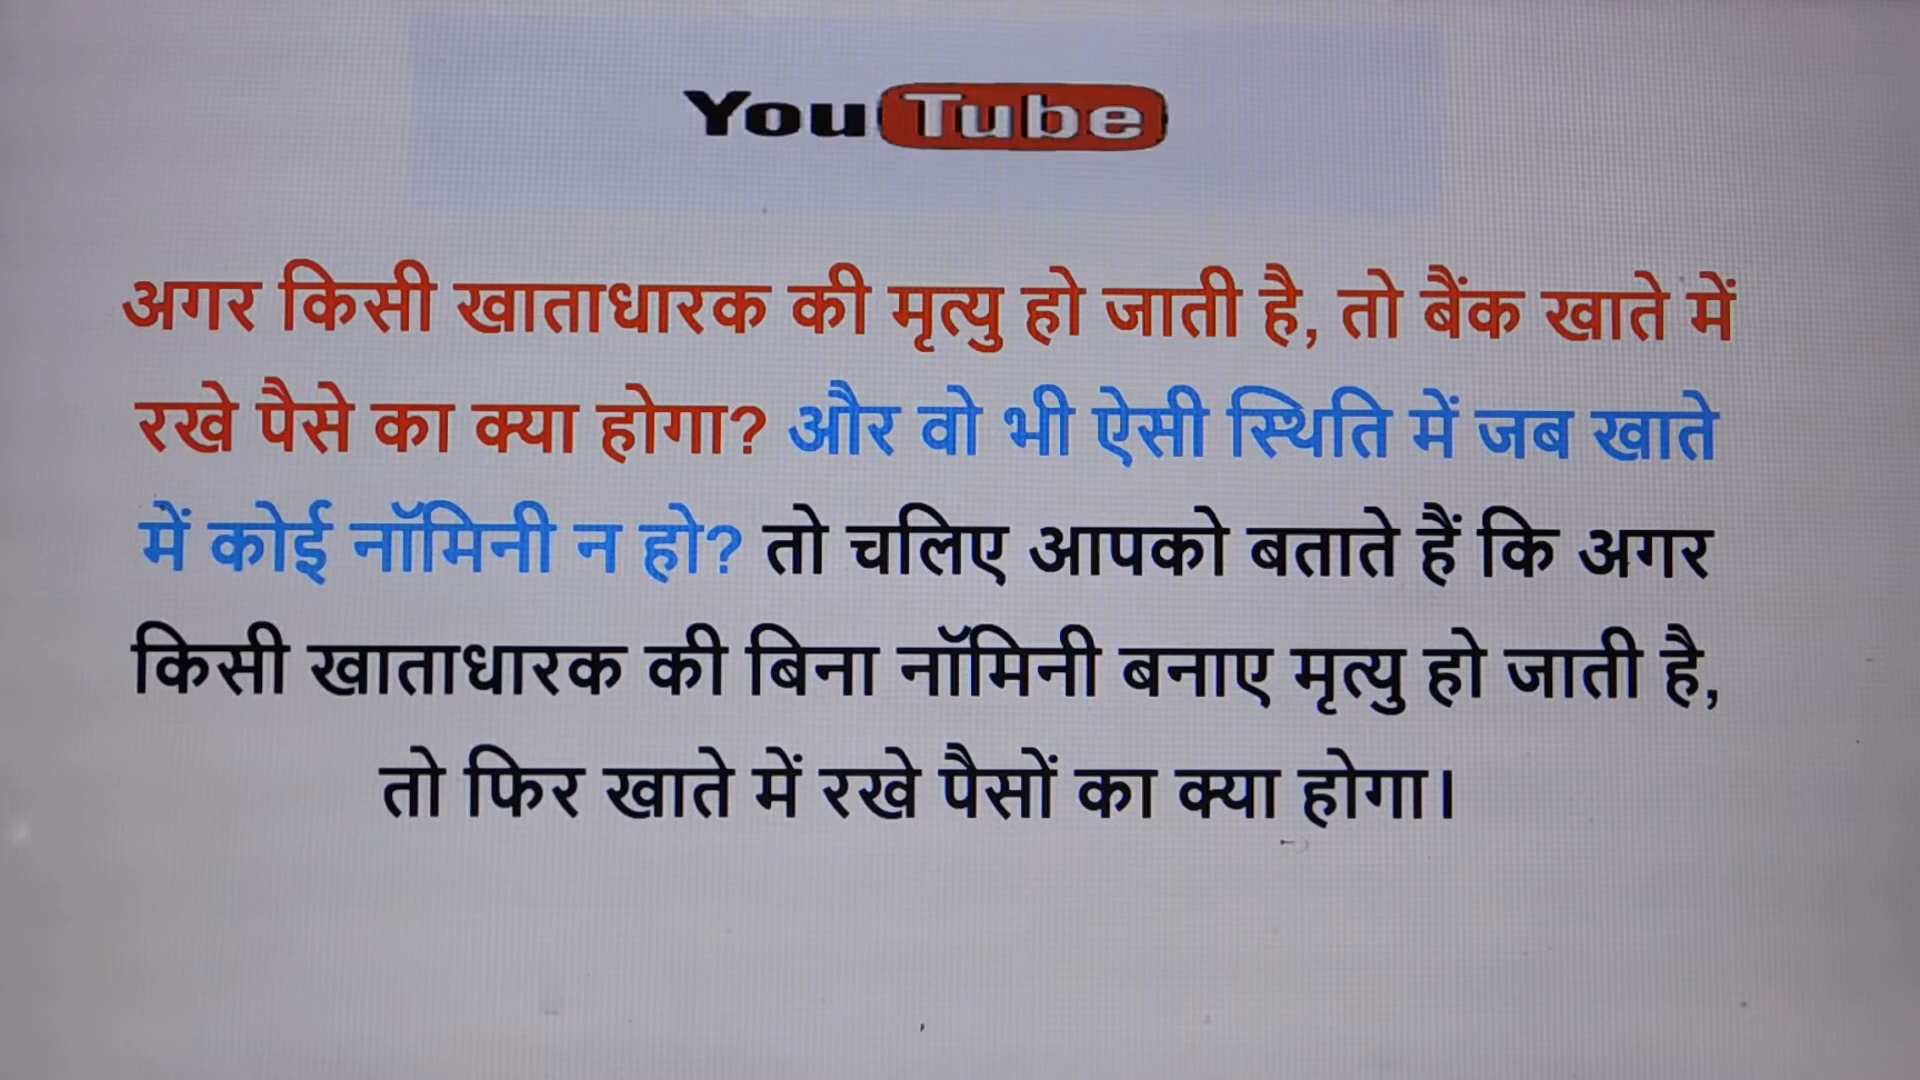 YouTube
अगर किसी खाताधारक की मृत्यु हो जाती है, तो बैंक खाते में
रखे पैसे का क्या होगा? और वो भी ऐसी स्थिति में जब खाते
में कोई नॉमिनी न हो? तो चलिए आपको बताते हैं कि अगर
किसी खाताधारक की बिना नॉमिनी बनाए मृत्यु हो जाती है,
तो फिर खाते में रखे पैसों का क्या होगा।